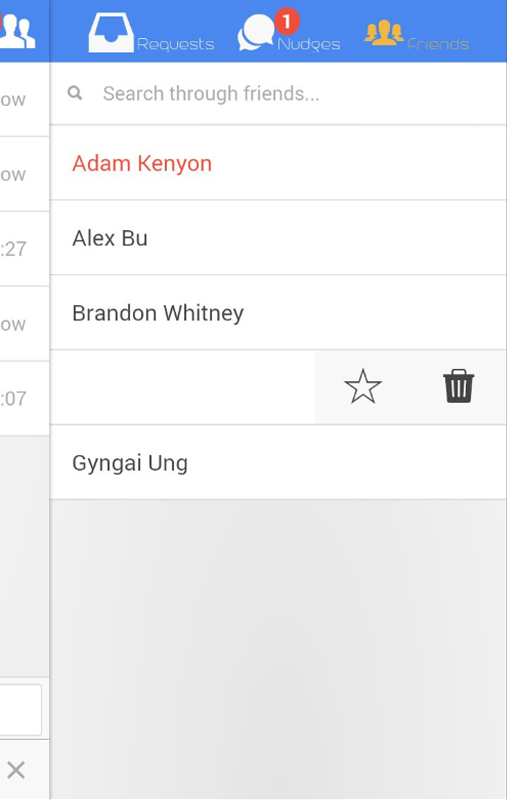 Requests 1 Nudges Friends
Search through friends...
ow
Adam Kenyon
ow
Alex Bu
:27
Brandon Whitney
ow
:07
Gyngai Ung